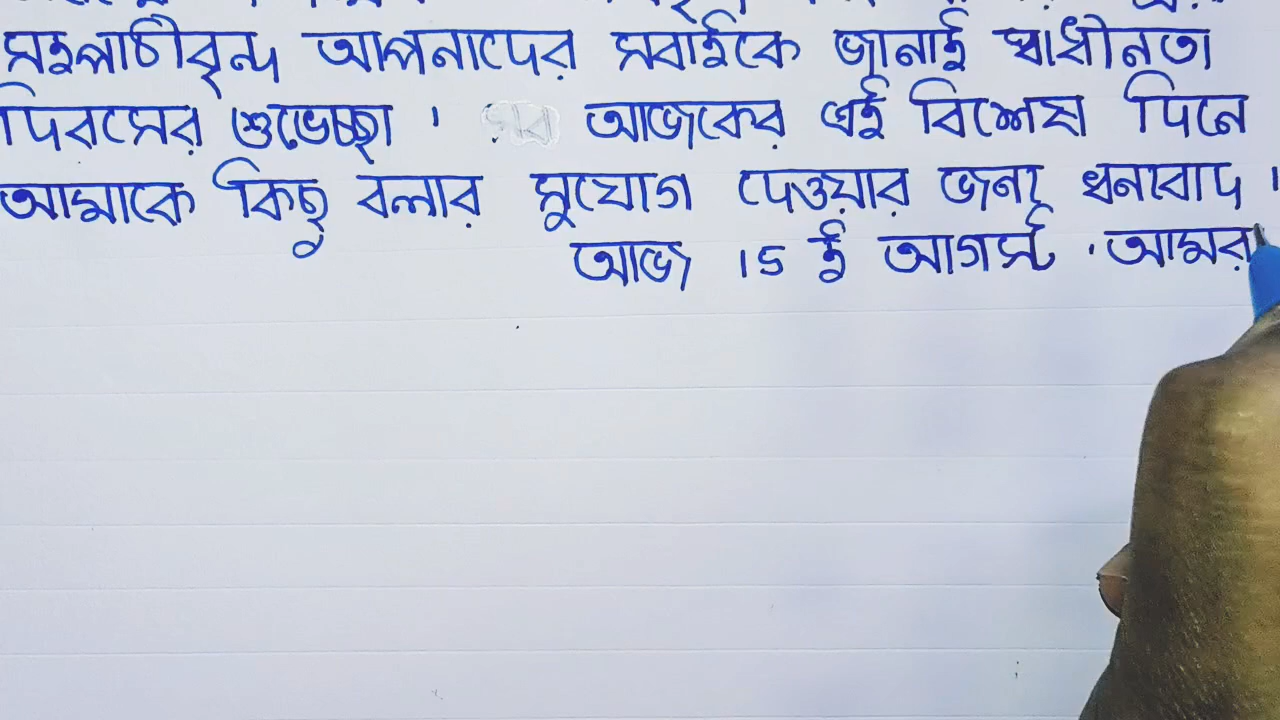 সহপাঠীবৃন্দ আপনাদের সবাইকে জানাই স্বাধীনতা
দিবসের শুভেচ্ছা । আজকের এই বিশেষ দিনে
আমাকে কিছু বলার সুযোগ দেওয়ার জন্য ধন্যবাদ ।
আজ 15 ই আগস্ট । আমর